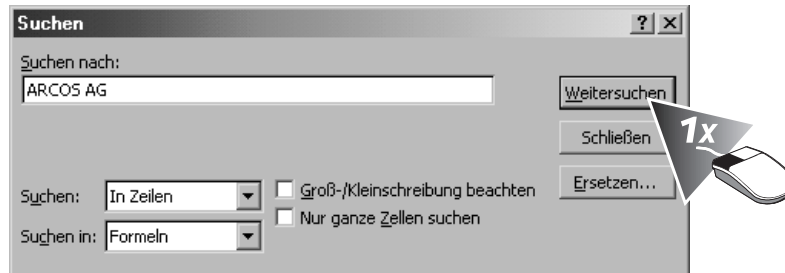 Suchen
Suchen nach:
ARCOS AG
Weitersuchen
1x
Schließen
Ersetzen...
Suchen: In Zeilen
Groß-/Kleinschreibung beachten
Nur ganze Zellen suchen
Suchen in: Formeln